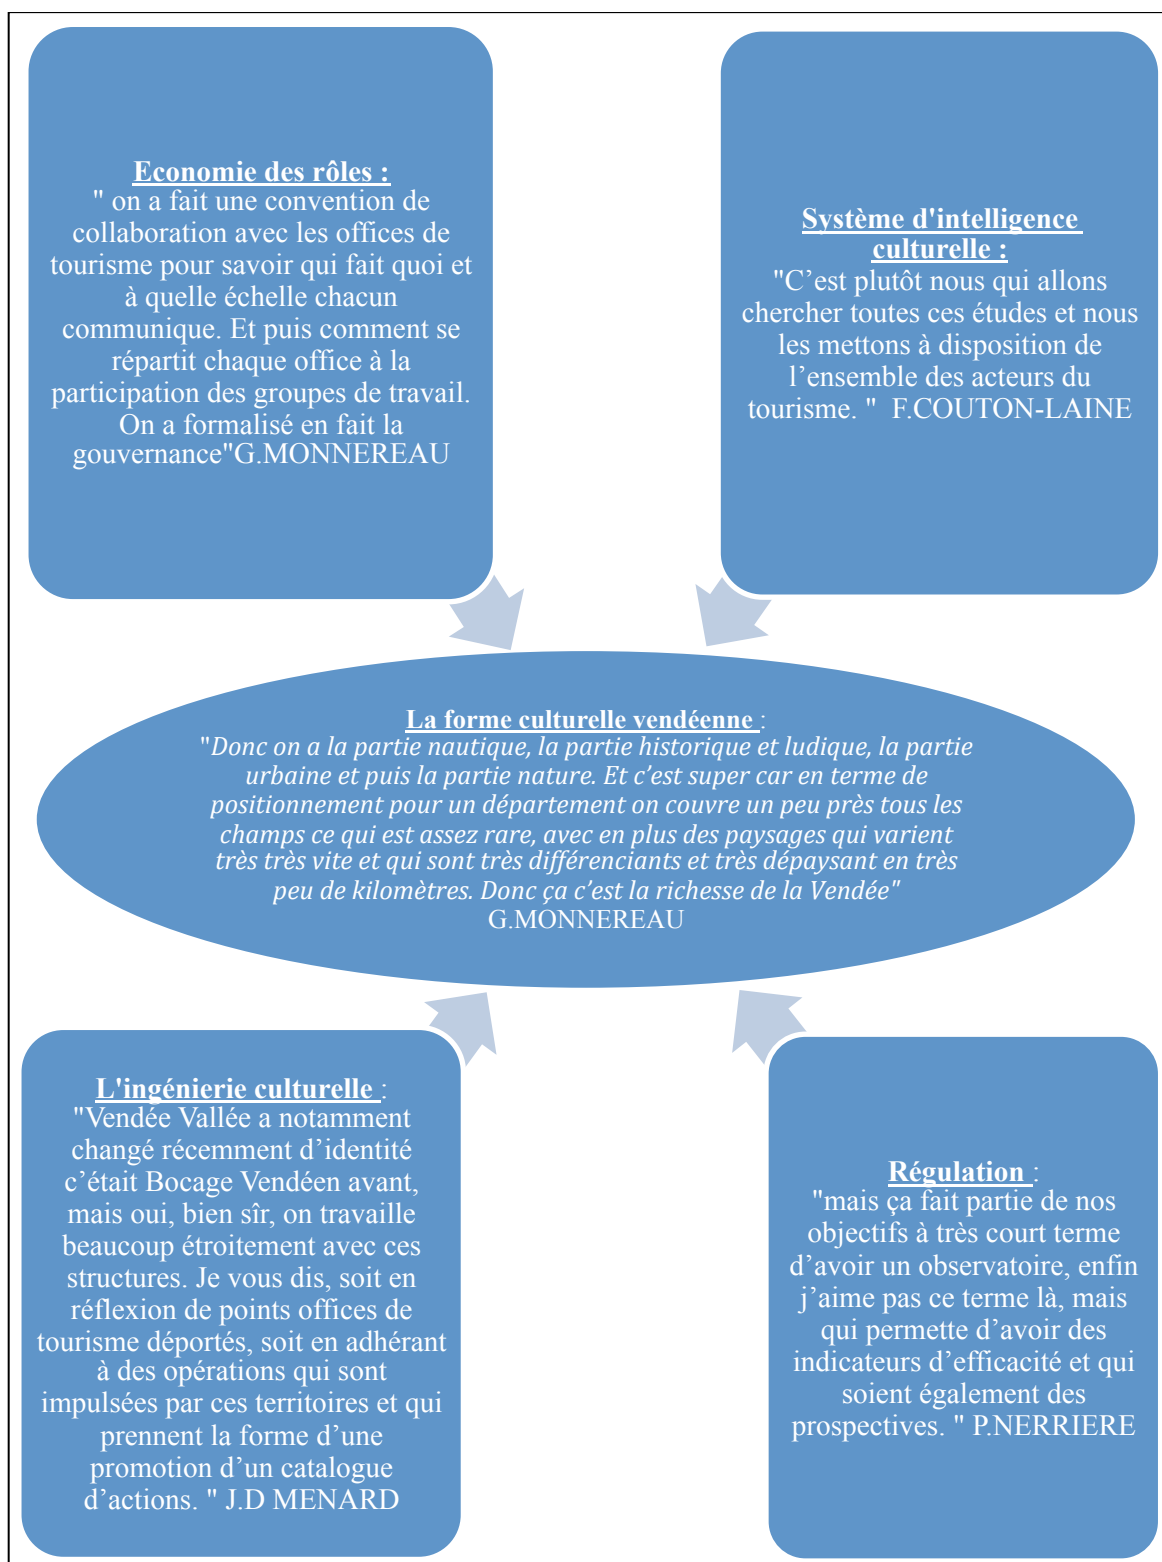 Economie des rôles :
" on a fait une convention de
collaboration avec les offices de
tourisme pour savoir qui fait quoi et
à quelle échelle chacun
communique. Et puis comment se
répartit chaque office à la
participation des groupes de travail.
On a formalisé en fait la
gouvernance"G.MONNEREAU
Système d'intelligence
culturelle :
"C’est plutôt nous qui allons
chercher toutes ces études et nous
les mettons à disposition de
l’ensemble des acteurs du
tourisme. " F.COUTON-LAINE
La forme culturelle vendéenne :
"Donc on a la partie nautique, la partie historique et ludique, la partie
urbaine et puis la partie nature. Et c’est super car en terme de
positionnement pour un département on couvre un peu près tous les
champs ce qui est assez rare, avec en plus des paysages qui varient
très très vite et qui sont très différenciants et très dépaysant en très
peu de kilomètres. Donc ça c’est la richesse de la Vendée"
G.MONNEREAU
L'ingénierie culturelle :
"Vendée Vallée a notamment
changé récemment d’identité
c’était Bocage Vendéen avant,
mais oui, bien sîr, on travaille
beaucoup étroitement avec ces
structures. Je vous dis, soit en
réflexion de points offices de
tourisme déportés, soit en adhérant
à des opérations qui sont
impulsées par ces territoires et qui
prennent la forme d’une
promotion d’un catalogue
d’actions. " J.D MENARD
Régulation :
"mais ça fait partie de nos
objectifs à très court terme
d’avoir un observatoire, enfin
j’aime pas ce terme là, mais
qui permette d’avoir des
indicateurs d’efficacité et qui
soient également des
prospectives. " P.NERRIERE